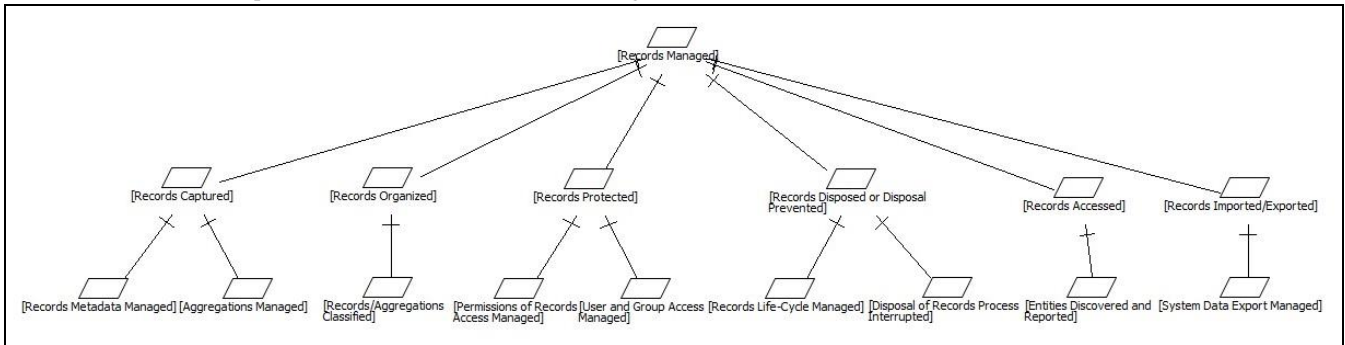 [Records Managed]
[Records Captured]
[Records Organized]
[Records Protected]
[Records Disposed or Disposal
Prevented]
[Records Accessed]
[Records Imported/Exported]
[Records Metadata Managed]
[Aggregations Managed]
[Records/Aggregations
Classified]
[Permissions of Records
Access Managed]
[User and Group Access
Managed]
[Records Life-Cycle Managed]
[Disposal of Records Process
Interrupted]
[Entities Discovered and
Reported]
[System Data Export Managed]